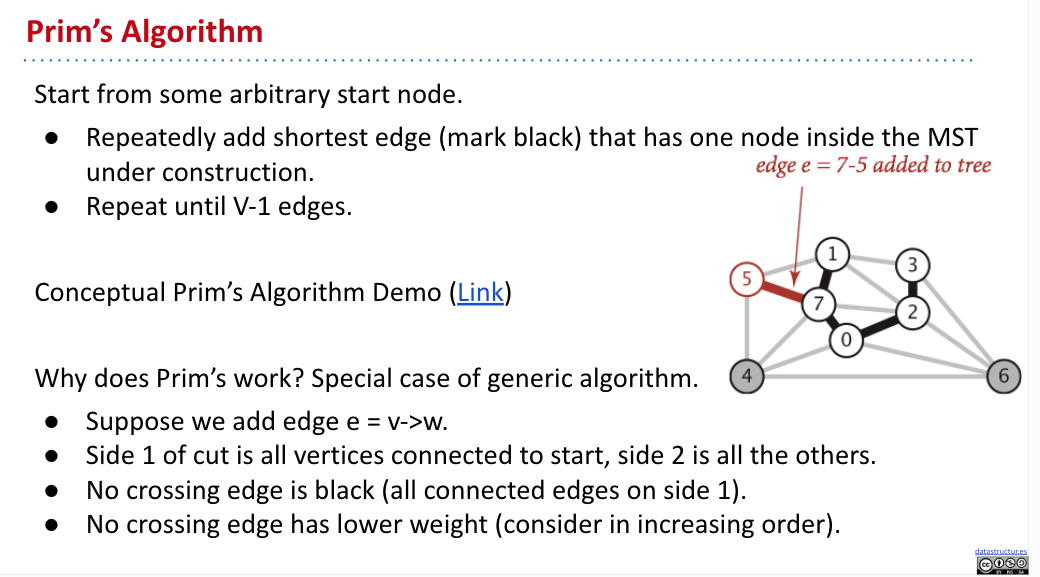 Prim's Algorithm
Start from some arbitrary start node.
● Repeatedly add shortest edge (mark black) that has one node inside the MST
under construction.
edge e = 7-5 added to tree
● Repeat until V-1 edges.
1
3
5
7
2
0
4
6
Conceptual Prim's Algorithm Demo (Link)
Why does Prim's work? Special case of generic algorithm.
● Suppose we add edge e = v->w.
● Side 1 of cut is all vertices connected to start, side 2 is all the others.
● No crossing edge is black (all connected edges on side 1).
● No crossing edge has lower weight (consider in increasing order).
datastructur.es
CC BY NC SA